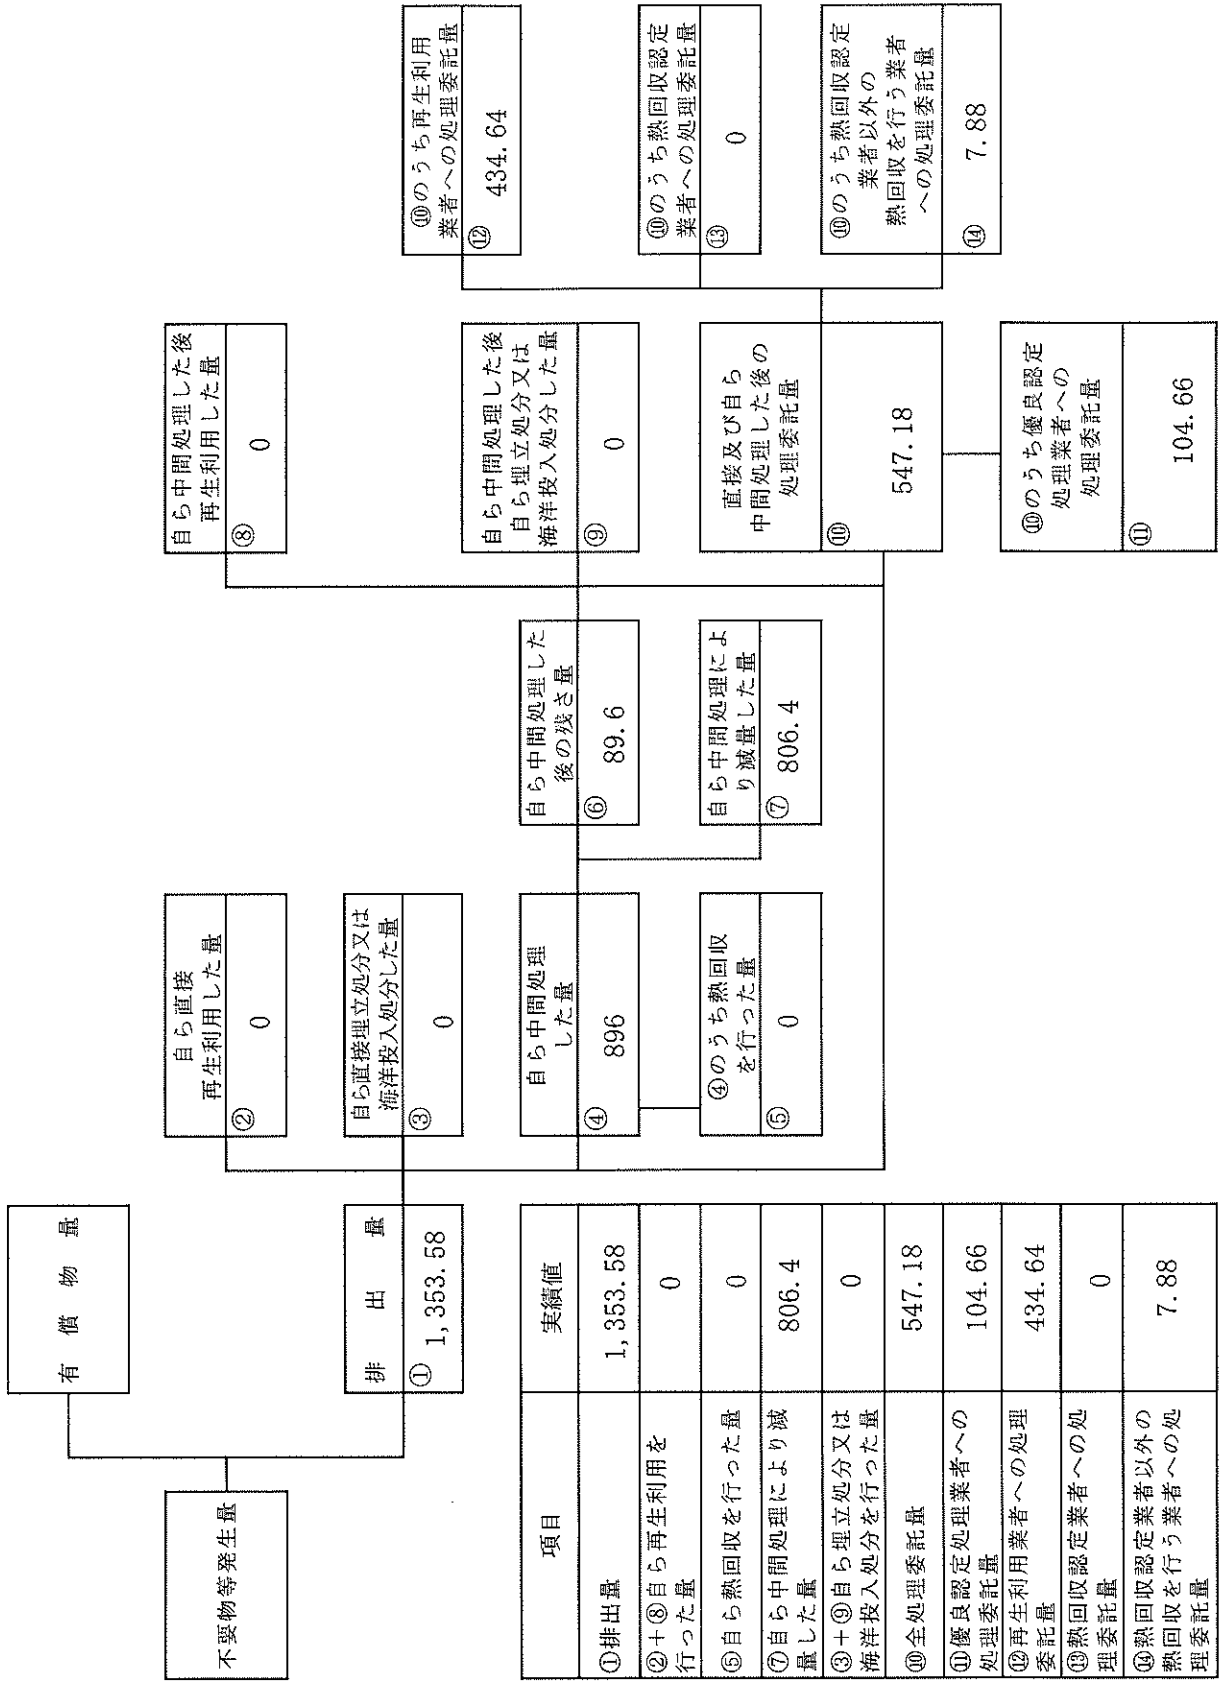 不要物等発生量
有償物量
排出量
① 1,353.58
自ら直接
再生利用した量
② 0
自ら直接埋立処分又は
海洋投入処分した量
③ 0
自ら中間処理
した量
④ 896
④のうち熱回収
を行った量
⑤ 0
自ら中間処理した
後の残さ量
⑥ 89.6
自ら中間処理によ
り減量した量
⑦ 806.4
自ら中間処理した後
再生利用した量
⑧ 0
自ら中間処理した後
自ら埋立処分又は
海洋投入処分した量
⑨ 0
直接及び自ら
中間処理した後の
処理委託量
⑩ 547.18
⑩のうち優良認定
処理業者への
処理委託量
⑪ 104.66
⑩のうち再生利用
業者への処理委託量
⑫ 434.64
⑩のうち熱回収認定
業者への処理委託量
⑬ 0
⑩のうち熱回収認定
業者以外の
熱回収を行う業者
への処理委託量
⑭ 7.88
項目 実績値
①排出量 1,353.58
②+⑧自ら再生利用を
行った量 0
⑤自ら熱回収を行った量 0
⑦自ら中間処理により減
量した量 806.4
③+⑨自ら埋立処分又は
海洋投入処分を行った量 0
⑩全処理委託量 547.18
⑪優良認定処理業者への
処理委託量 104.66
⑫再生利用業者への処理
委託量 434.64
⑬熱回収認定業者への処
理委託量 0
⑭熱回収認定業者以外の
熱回収を行う業者への処
理委託量 7.88